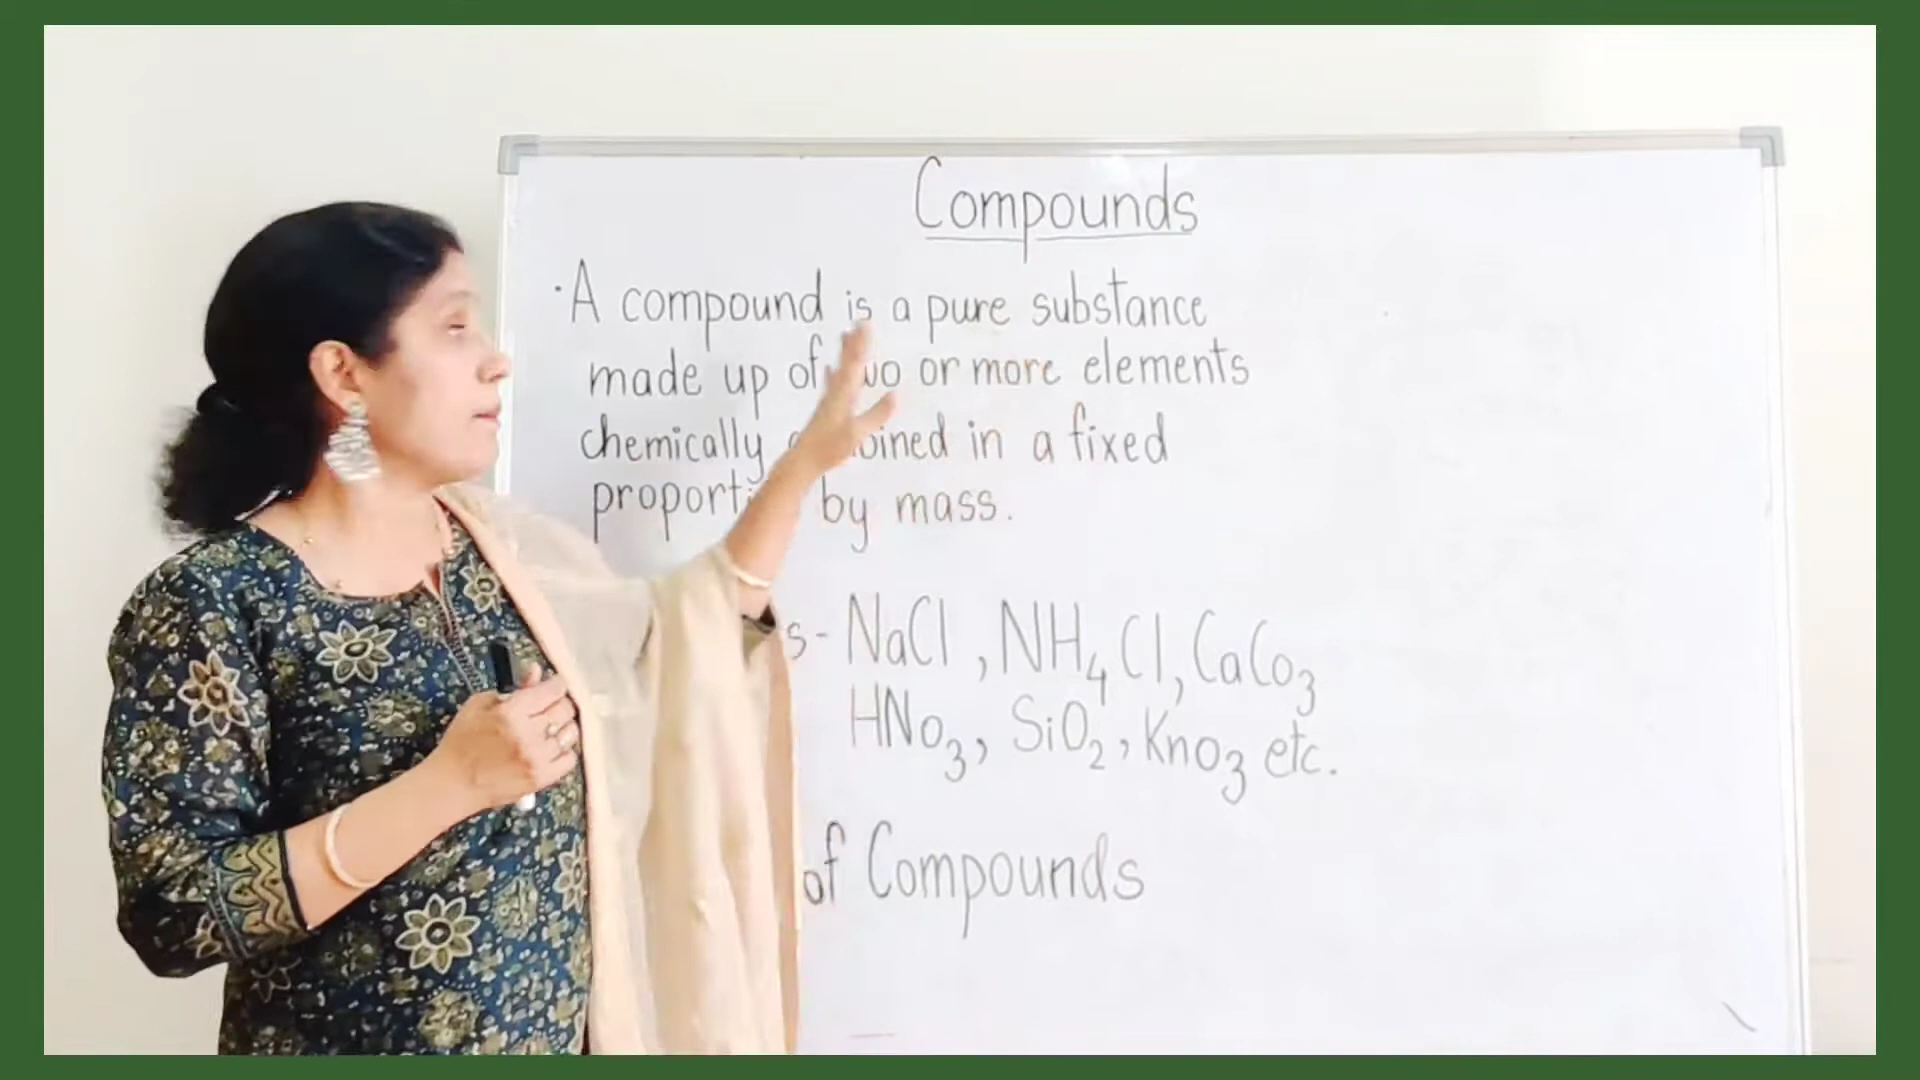 Compounds
· A compound is a pure substance
made up of two or more elements
chemically combined in a fixed
proportion by mass.
s- NaCl, NH4Cl, CaCo3
HNo3, SiO2, Kno3 etc.
of Compounds